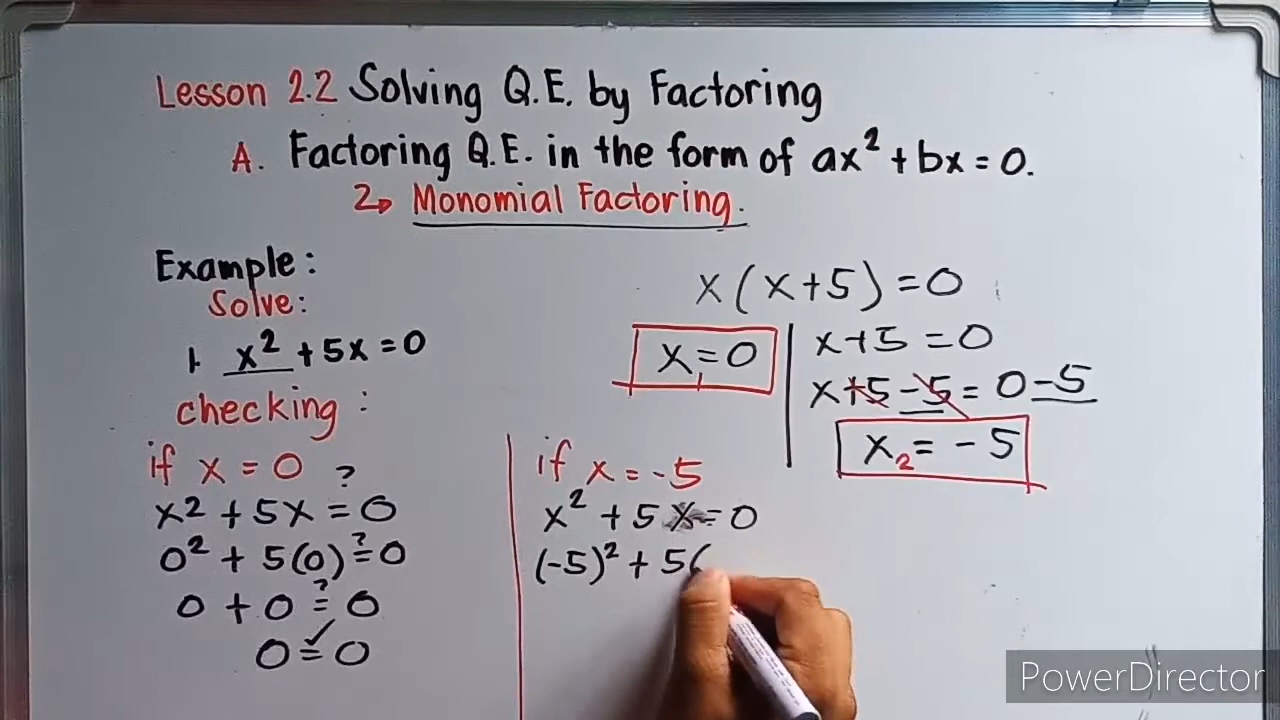 Lesson 2.2 Solving Q.E. by Factoring
A. Factoring Q.E. in the form of ax² + bx = 0.
Monomial Factoring.
Example:
Solve:
1. x² + 5x = 0
x(x+5) = 0
x₁ = 0
x+5 = 0
x+5-5 = 0-5
x₂ = -5
checking:
if x = 0
x² + 5x ?= 0
0² + 5(0) ?= 0
0 + 0 ?= 0
0 = 0 ✓
if x = -5
x² + 5x = 0
(-5)² + 5(
PowerDirector